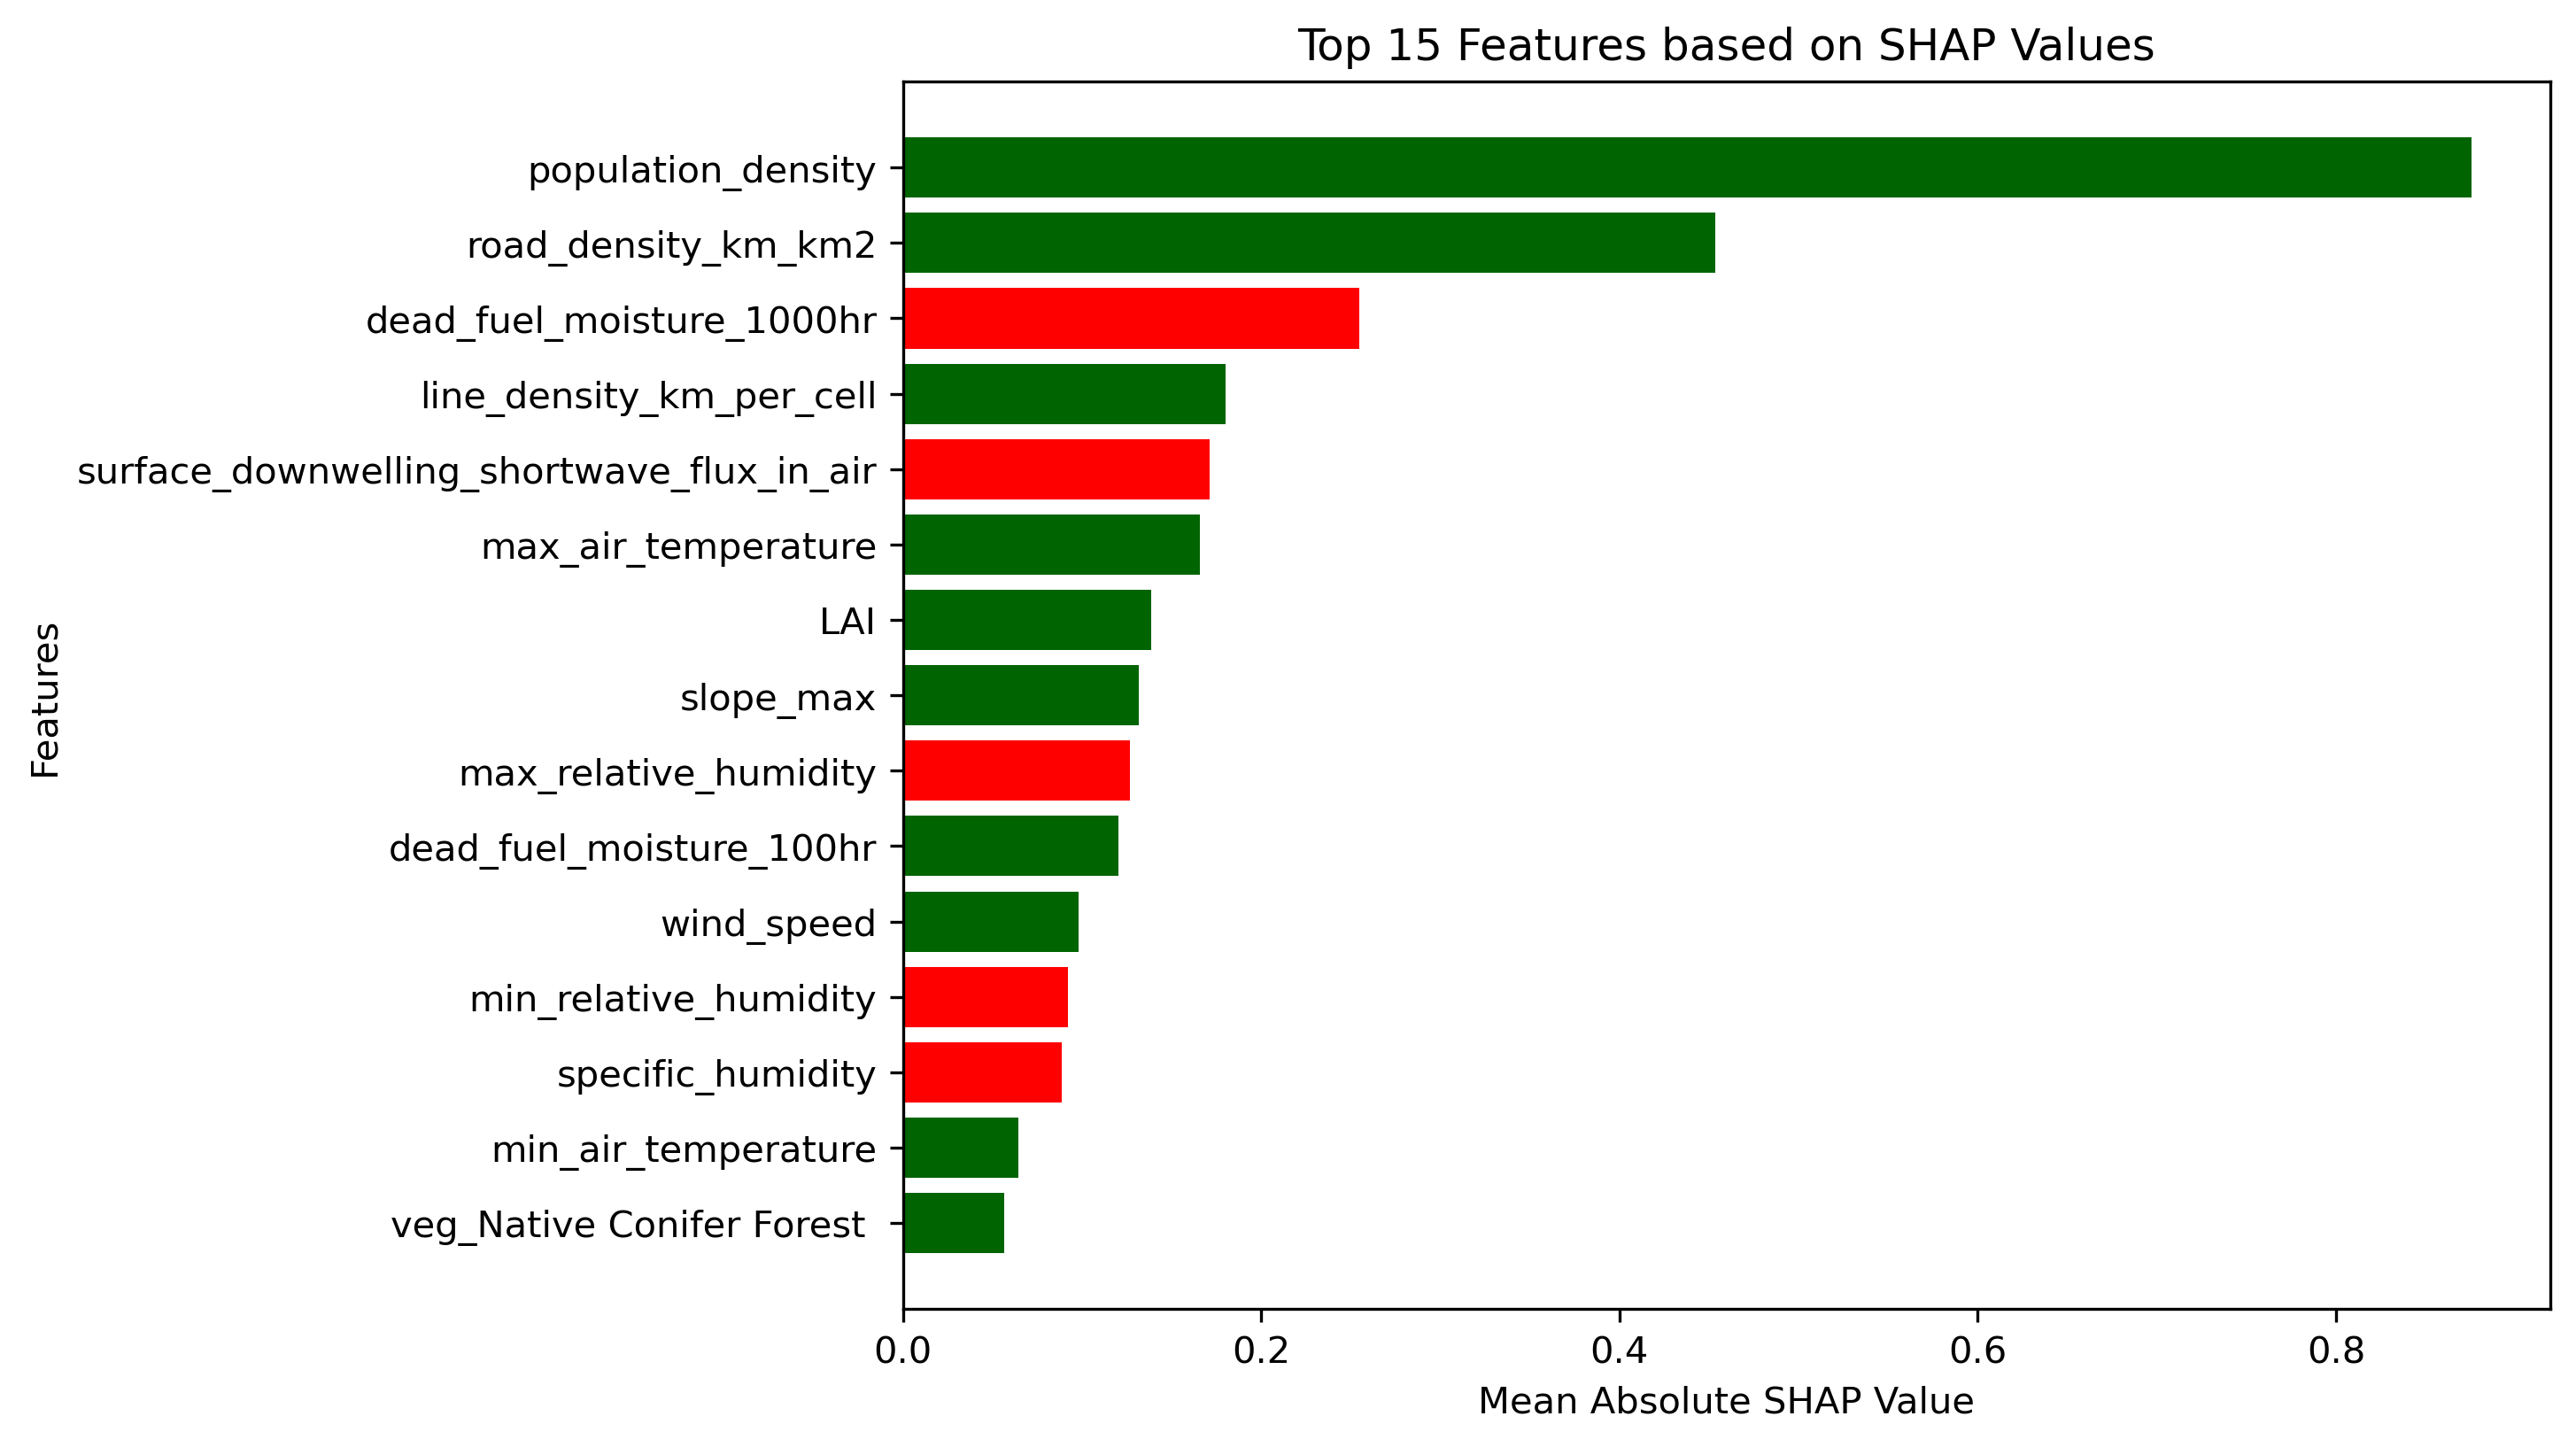 Top 15 Features based on SHAP Values
Features
population_density
road_density_km_km2
dead_fuel_moisture_1000hr
line_density_km_per_cell
surface_downwelling_shortwave_flux_in_air
max_air_temperature
LAI
slope_max
max_relative_humidity
dead_fuel_moisture_100hr
wind_speed
min_relative_humidity
specific_humidity
min_air_temperature
veg_Native Conifer Forest
0.0 0.2 0.4 0.6 0.8
Mean Absolute SHAP Value